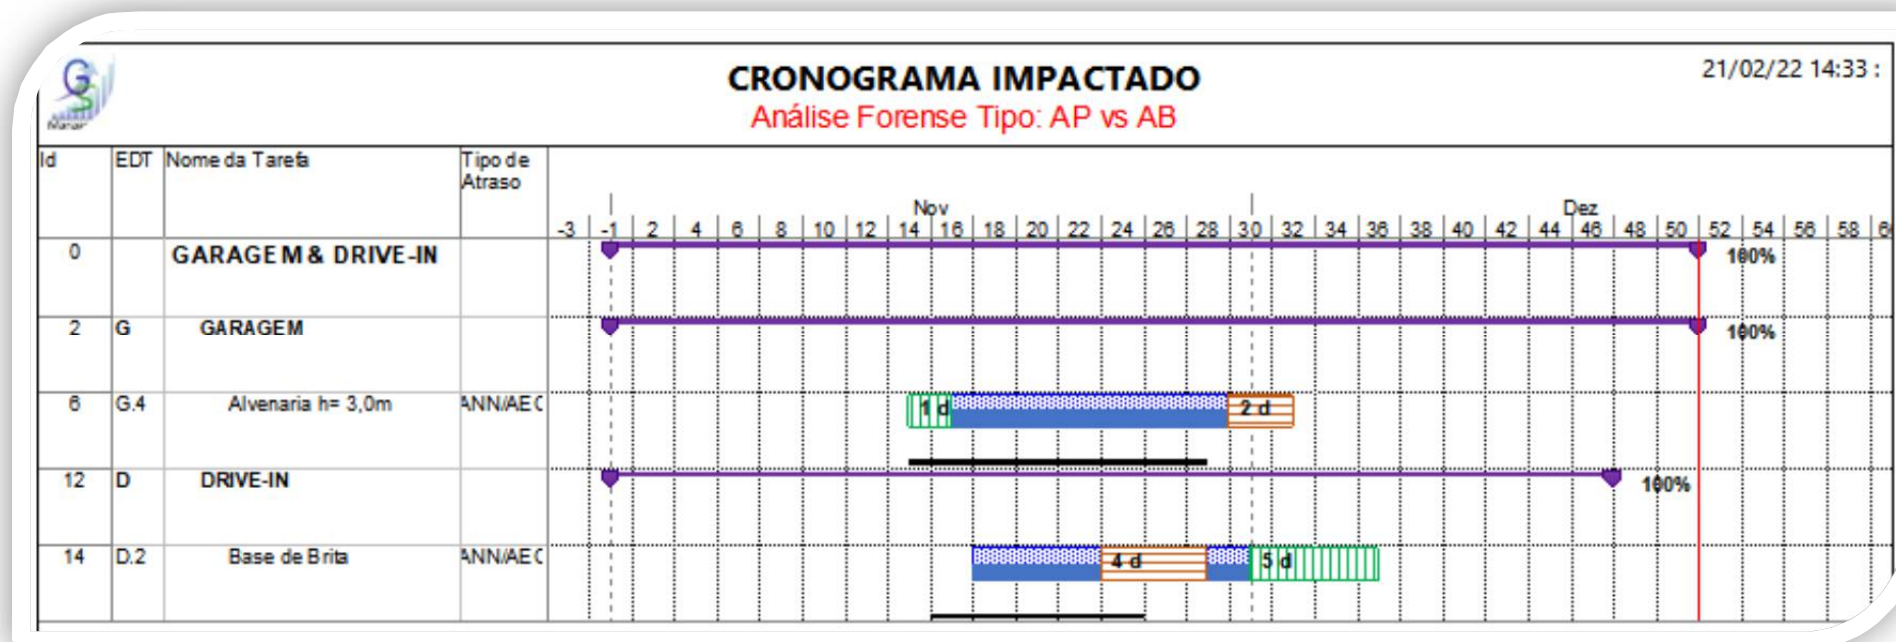 CRONOGRAMA IMPACTADO
21/02/22 14:33 :
Análise Forense Tipo: AP vs AB
GS
Id EDT Nome da Tarefa Tipo de Atraso
Nov Dez
-3 -1 2 4 6 8 10 12 14 16 18 20 22 24 26 28 30 32 34 36 38 40 42 44 46 48 50 52 54 56 58
0 GARAGEM & DRIVE-IN 100%
2 G GARAGEM 100%
6 G.4 Alvenaria h= 3,0m ANN/AEC 1 d 2 d
12 D DRIVE-IN 100%
14 D.2 Base de Brita ANN/AEC 4 d 5 d